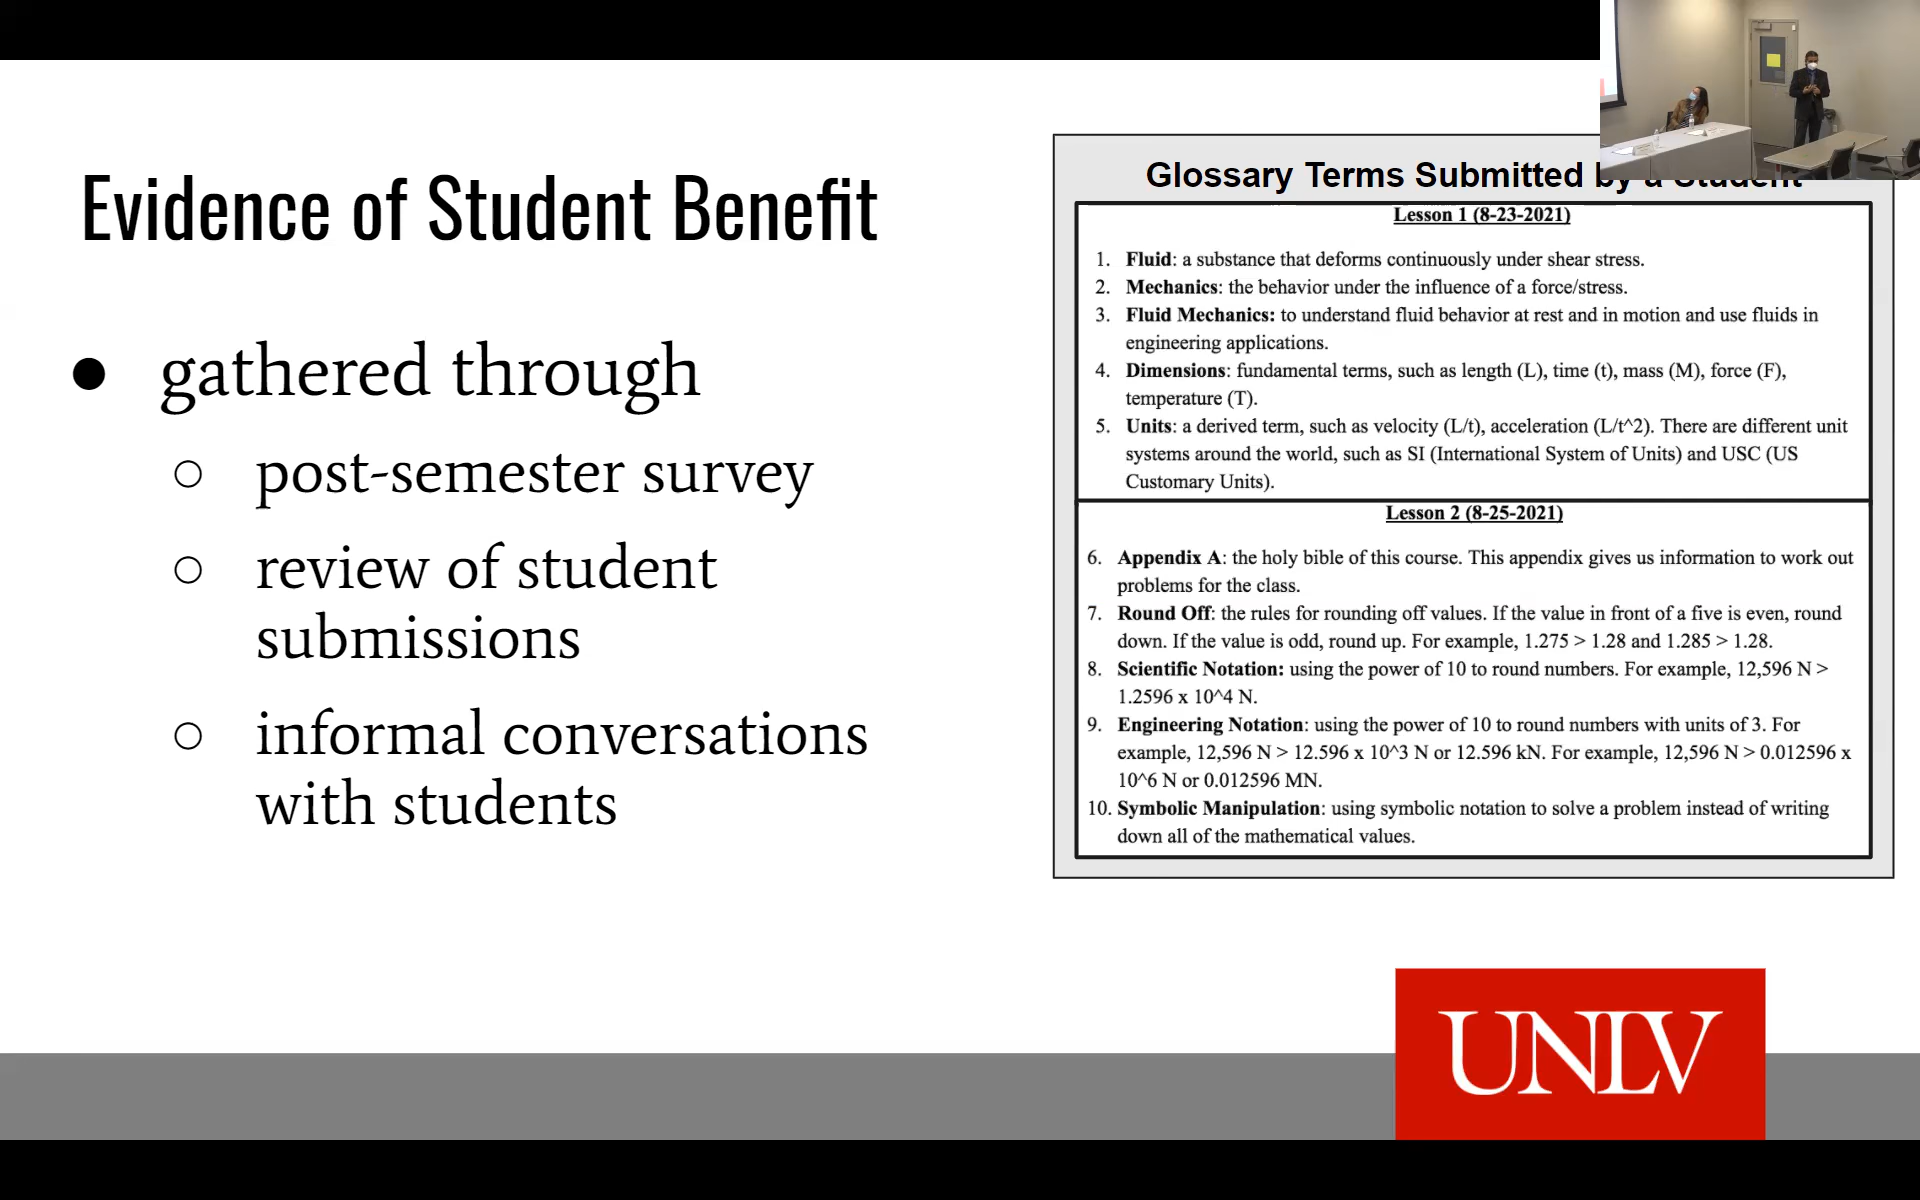 Evidence of Student Benefit
● gathered through
○ post-semester survey
○ review of student
submissions
○ informal conversations
with students
Glossary Terms Submitted by a Student
Lesson 1 (8-23-2021)
1. Fluid: a substance that deforms continuously under shear stress.
2. Mechanics: the behavior under the influence of a force/stress.
3. Fluid Mechanics: to understand fluid behavior at rest and in motion and use fluids in
engineering applications.
4. Dimensions: fundamental terms, such as length (L), time (t), mass (M), force (F),
temperature (T).
5. Units: a derived term, such as velocity (L/t), acceleration (L/t^2). There are different unit
systems around the world, such as SI (International System of Units) and USC (US
Customary Units).
Lesson 2 (8-25-2021)
6. Appendix A: the holy bible of this course. This appendix gives us information to work out
problems for the class.
7. Round Off: the rules for rounding off values. If the value in front of a five is even, round
down. If the value is odd, round up. For example, 1.275 > 1.28 and 1.285 > 1.28.
8. Scientific Notation: using the power of 10 to round numbers. For example, 12,596 N >
1.2596 x 10^4 N.
9. Engineering Notation: using the power of 10 to round numbers with units of 3. For
example, 12,596 N > 12.596 x 10^3 N or 12.596 kN. For example, 12,596 N > 0.012596 x
10^6 N or 0.012596 MN.
10. Symbolic Manipulation: using symbolic notation to solve a problem instead of writing
down all of the mathematical values.
UNLV